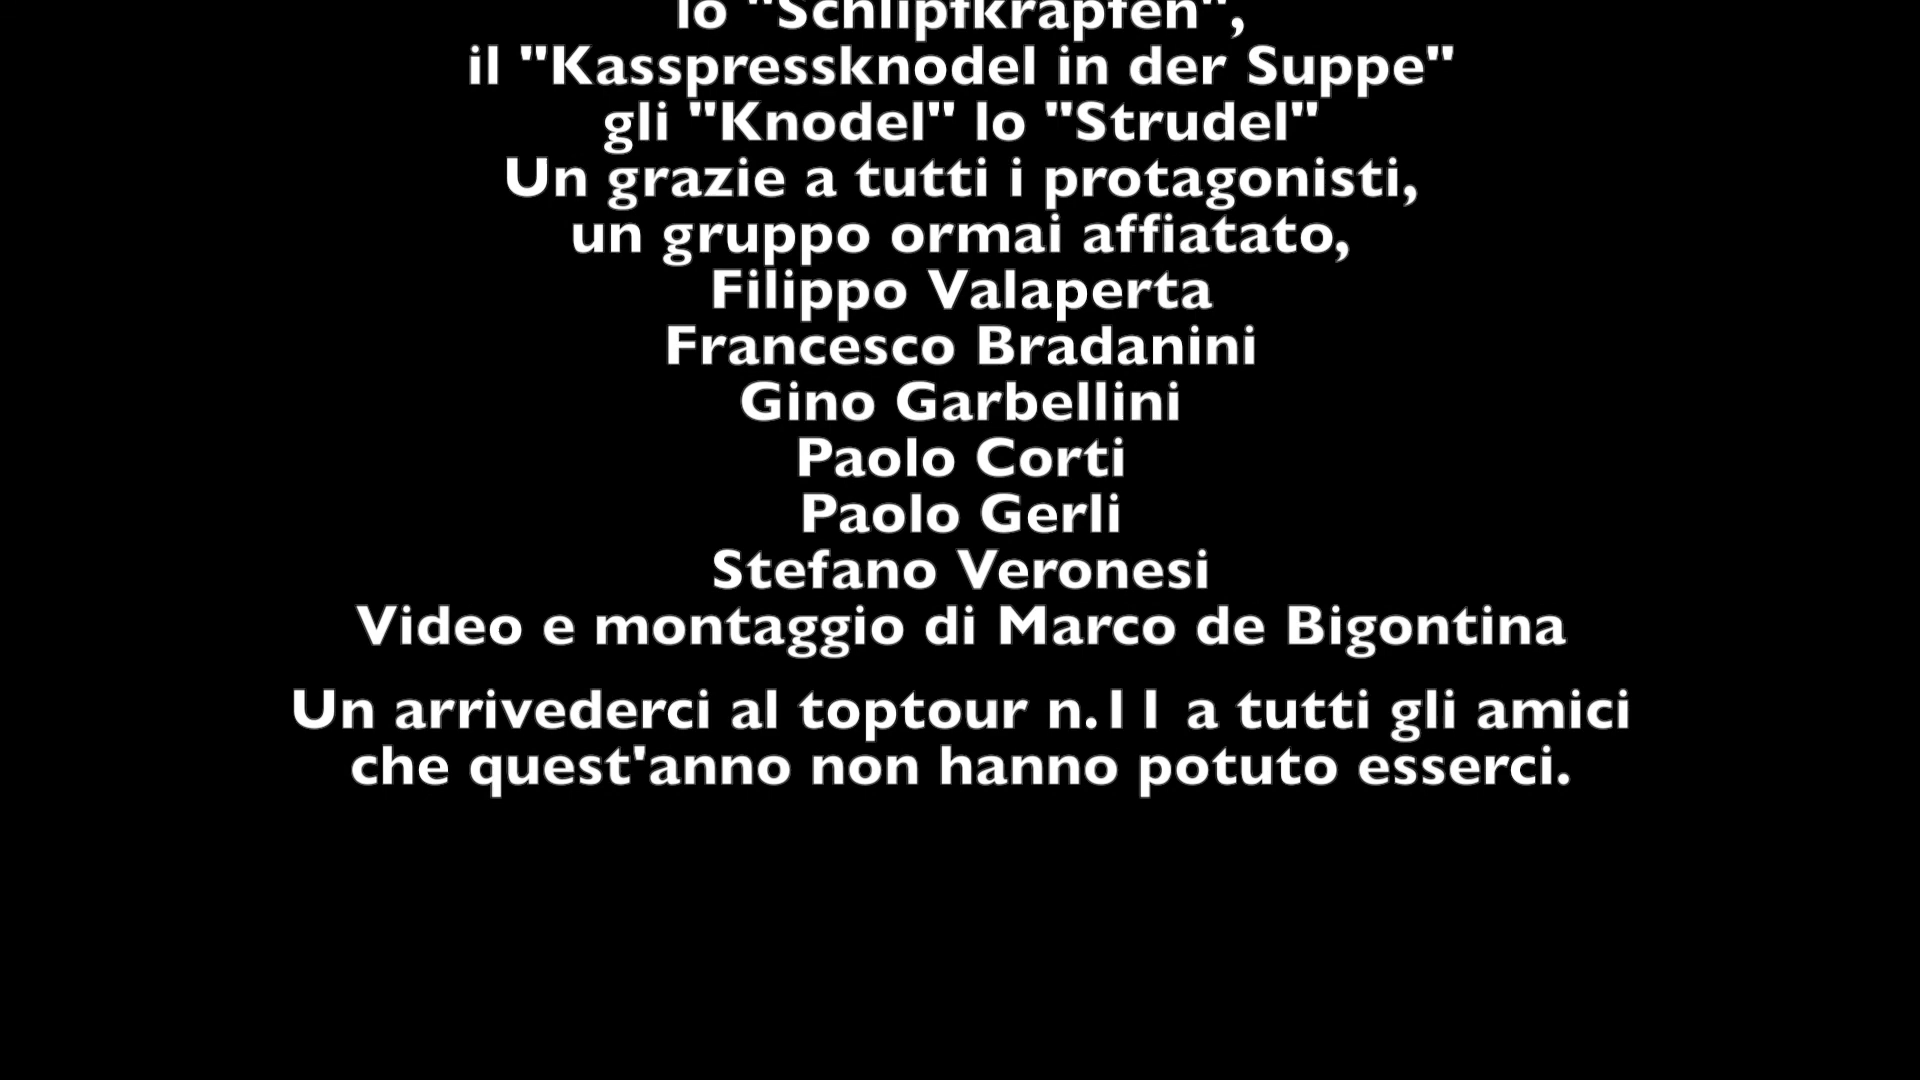 lo "Schlipfkrapfen",
il "Kasspressknodel in der Suppe"
gli "Knodel" lo "Strudel"
Un grazie a tutti i protagonisti,
un gruppo ormai affiatato,
Filippo Valaperta
Francesco Bradanini
Gino Garbellini
Paolo Corti
Paolo Gerli
Stefano Veronesi
Video e montaggio di Marco de Bigontina
Un arrivederci al toptour n.11 a tutti gli amici
che quest'anno non hanno potuto esserci.